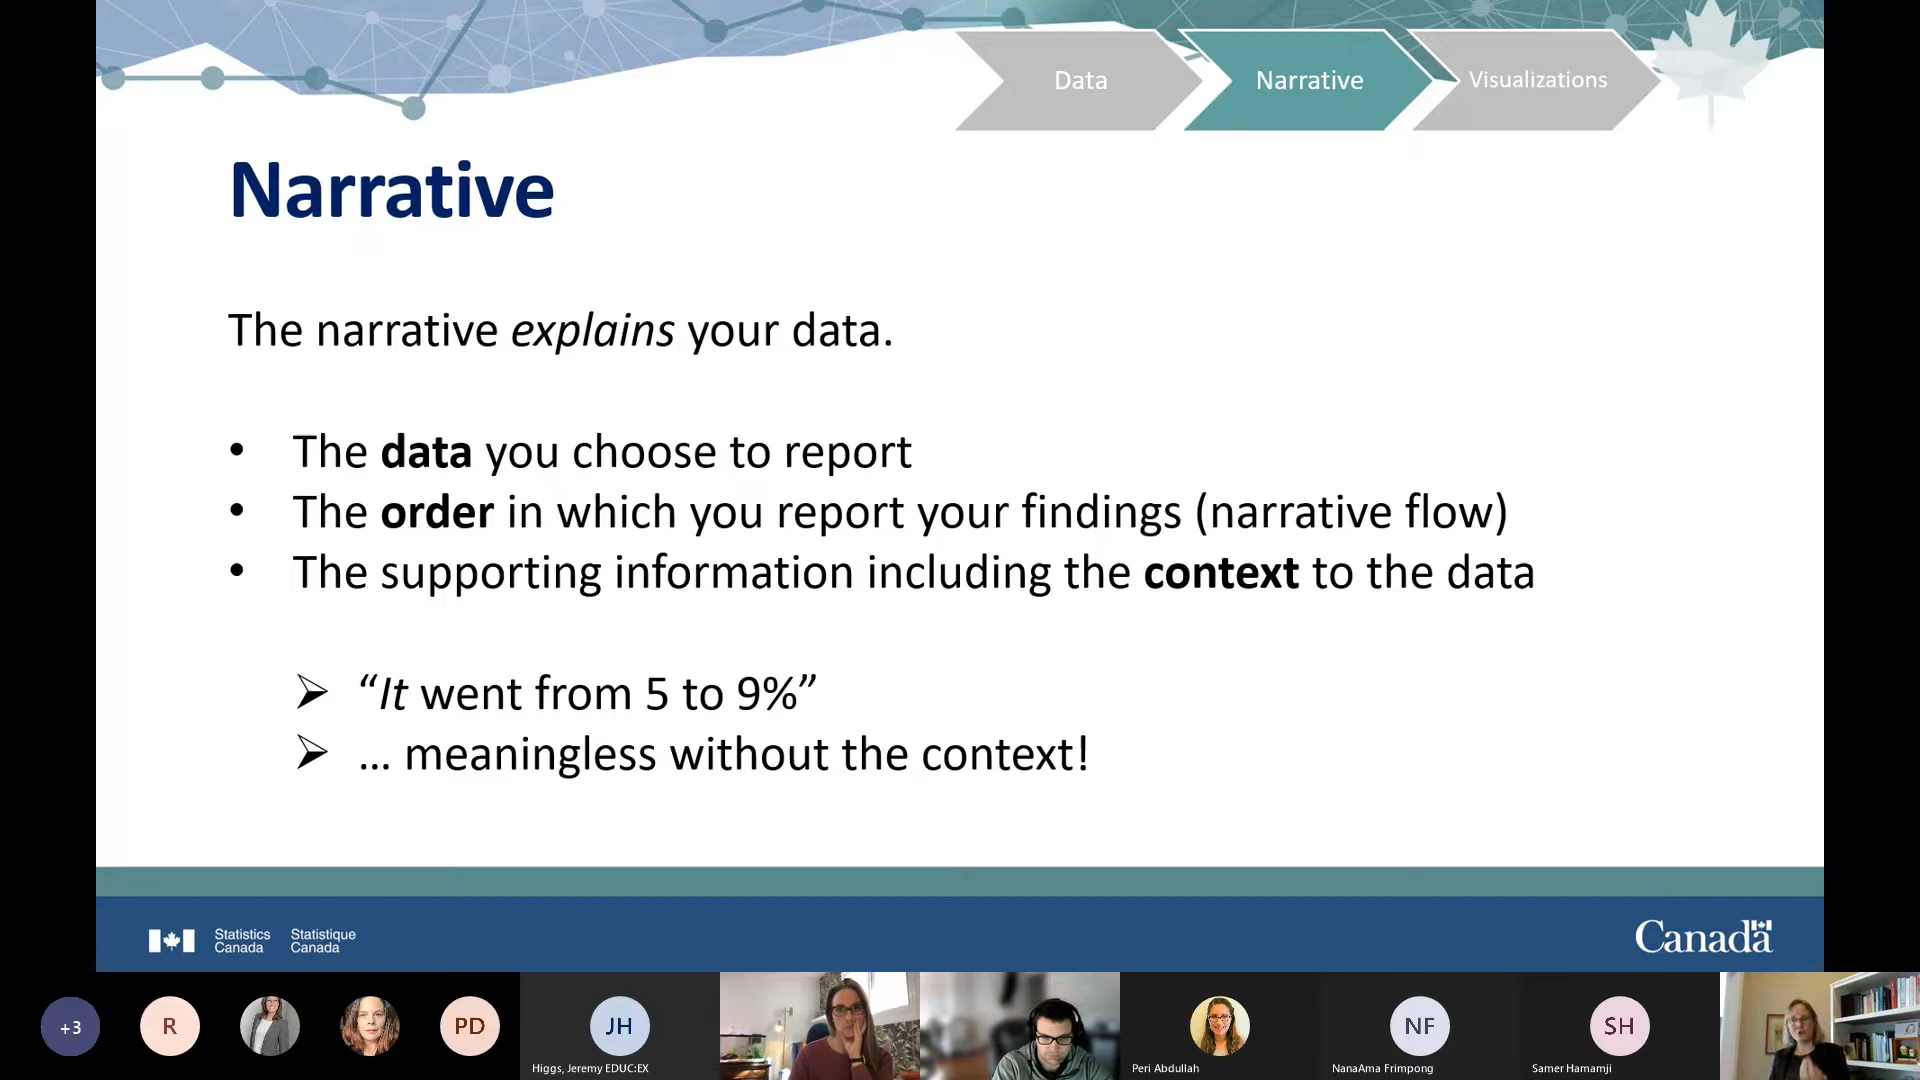 Data
Narrative
Visualizations
Narrative
The narrative explains your data.
• The data you choose to report
• The order in which you report your findings (narrative flow)
• The supporting information including the context to the data
➢ “It went from 5 to 9%”
➢ ... meaningless without the context!
Statistics Canada
Statistique Canada
Canada
+3
R
PD
JH
Higgs, Jeremy EDUC:EX
Peri Abdullah
NF
NanaAma Frimpong
SH
Samer Hamamji